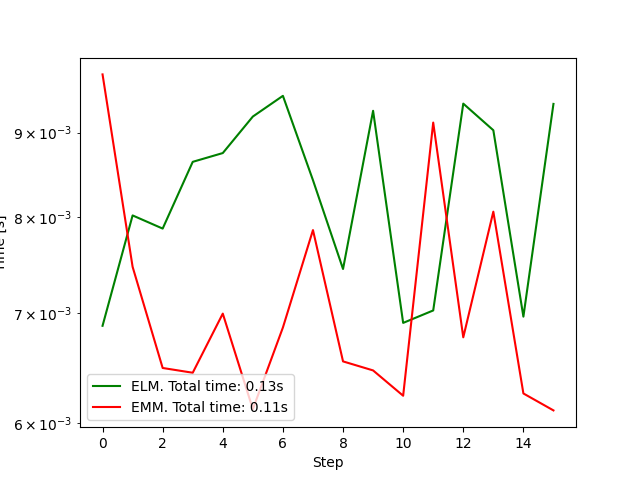 9 × 10⁻³
8 × 10⁻³
7 × 10⁻³
6 × 10⁻³
Time [s]
ELM. Total time: 0.13s
EMM. Total time: 0.11s
0 2 4 6 8 10 12 14
Step